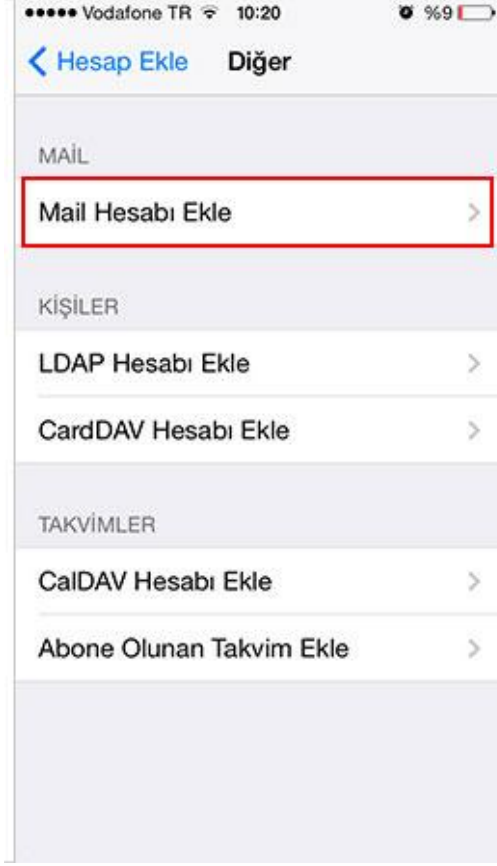 Vodafone TR 10:20 %9
Hesap Ekle Diğer
MAİL
Mail Hesabı Ekle
KİŞİLER
LDAP Hesabı Ekle
CardDAV Hesabı Ekle
TAKVİMLER
CalDAV Hesabı Ekle
Abone Olunan Takvim Ekle